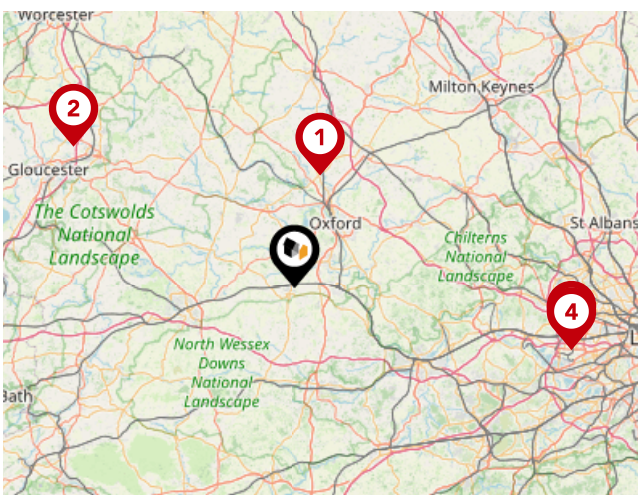 Worcester
Milton Keynes
2
1
Gloucester
The Cotswolds
National
Landscape
Oxford
St Albans
Chilterns
National
Landscape
4
North Wessex
Downs
National
Landscape
L
Bath